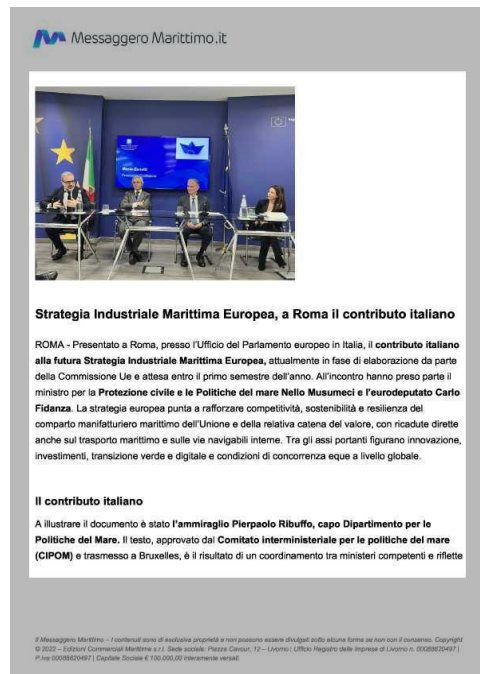 Messaggero Marittimo.it
Strategia Industriale Marittima Europea, a Roma il contributo italiano
ROMA - Presentato a Roma, presso l'Ufficio del Parlamento europeo in Italia, il contributo italiano
alla futura Strategia Industriale Marittima Europea, attualmente in fase di elaborazione da parte
della Commissione Ue e attesa entro il primo semestre dell'anno. All'incontro hanno preso parte il
ministro per la Protezione civile e le Politiche del mare Nello Musumeci e l'eurodeputato Carlo
Fidanza. La strategia europea punta a rafforzare competitività, sostenibilità e resilienza del
comparto manifatturiero marittimo dell'Unione e della relativa catena del valore, con ricadute dirette
anche sul trasporto marittimo e sulle vie navigabili interne. Tra gli assi portanti figurano innovazione,
investimenti, transizione verde e digitale e condizioni di concorrenza eque a livello globale.
Il contributo italiano
A illustrare il documento è stato l'ammiraglio Pierpaolo Ribuffo, capo Dipartimento per le
Politiche del Mare. Il testo, approvato dal Comitato interministeriale per le politiche del mare
(CIPOM) e trasmesso a Bruxelles, è il risultato di un coordinamento tra ministeri competenti e riflette
Il Messaggero Marittimo – I contenuti sono di esclusiva proprietà e non possono essere divulgati sotto alcuna forma se non con il consenso. Copyright
© 2022 – Edizioni Commerciali Marittime s.r.l. Sede sociale: Piazza Cavour, 12 – Livorno | Ufficio Registro delle Imprese di Livorno n. 00088620497 |
P.Iva 00088620497 | Capitale Sociale € 100.000,00 interamente versati